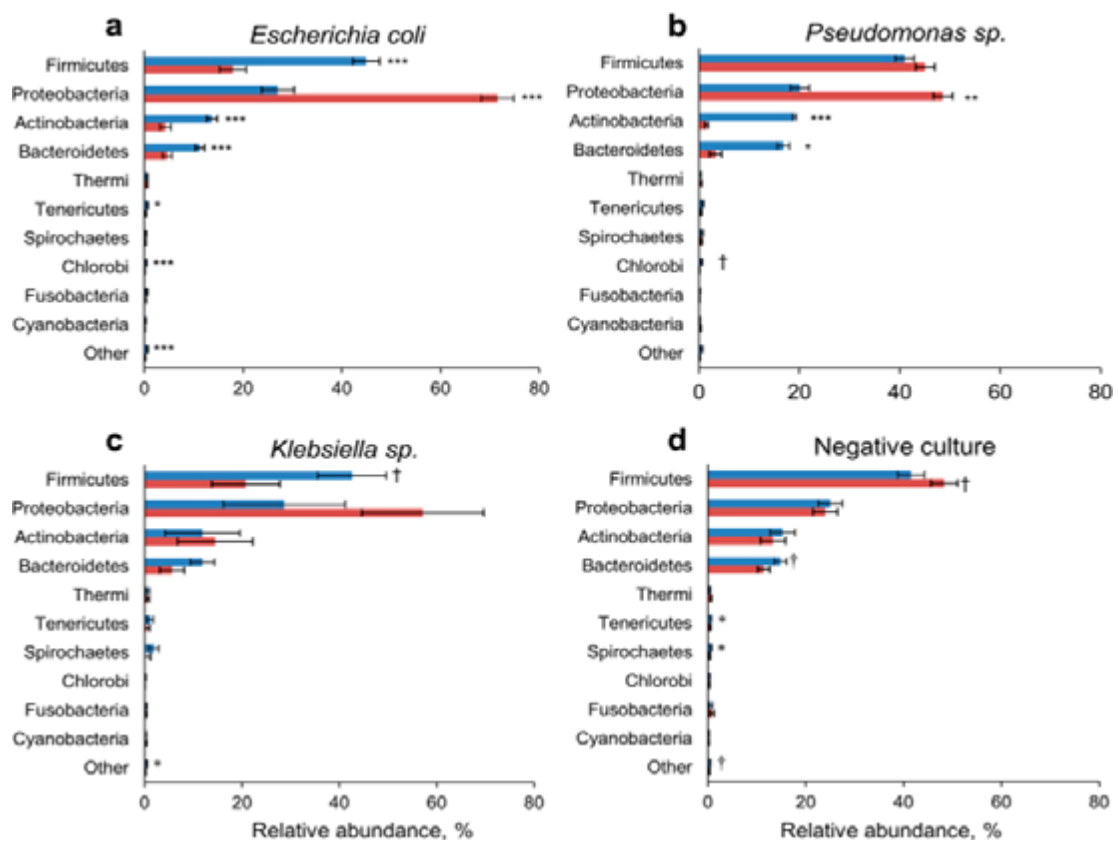 a
Escherichia coli
Firmicutes ***
Proteobacteria ***
Actinobacteria ***
Bacteroidetes ***
Thermi
Tenericutes *
Spirochaetes
Chlorobi ***
Fusobacteria
Cyanobacteria
Other ***
0 20 40 60 80
b
Pseudomonas sp.
Firmicutes
Proteobacteria **
Actinobacteria ***
Bacteroidetes *
Thermi
Tenericutes
Spirochaetes
Chlorobi †
Fusobacteria
Cyanobacteria
Other
0 20 40 60 80
c
Klebsiella sp.
Firmicutes †
Proteobacteria
Actinobacteria
Bacteroidetes
Thermi
Tenericutes
Spirochaetes
Chlorobi
Fusobacteria
Cyanobacteria
Other *
0 20 40 60 80
Relative abundance, %
d
Negative culture
Firmicutes †
Proteobacteria
Actinobacteria
Bacteroidetes †
Thermi
Tenericutes *
Spirochaetes *
Chlorobi
Fusobacteria
Cyanobacteria
Other †
0 20 40 60 80
Relative abundance, %